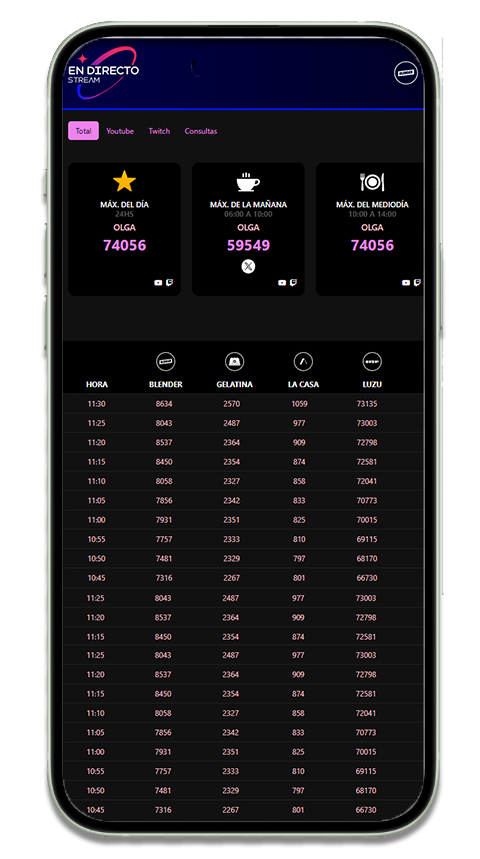 EN DIRECTO
STREAM
Total Youtube Twitch Consultas
MÁX. DEL DÍA
24HS
OLGA
74056
MÁX. DE LA MAÑANA
06:00 A 10:00
OLGA
59549
MÁX. DEL MEDIODÍA
10:00 A 14:00
OLGA
74056
HORA BLENDER GELATINA LA CASA LUZU
11:30 8634 2570 1059 73135
11:25 8043 2487 977 73003
11:20 8537 2364 909 72798
11:15 8450 2354 874 72581
11:10 8058 2327 858 72041
11:05 7856 2342 833 70773
11:00 7931 2351 825 70015
10:55 7757 2333 810 69115
10:50 7481 2329 797 68170
10:45 7316 2267 801 66730
11:25 8043 2487 977 73003
11:20 8537 2364 909 72798
11:15 8450 2354 874 72581
11:25 8043 2487 977 73003
11:20 8537 2364 909 72798
11:15 8450 2354 874 72581
11:10 8058 2327 858 72041
11:05 7856 2342 833 70773
11:00 7931 2351 825 70015
10:55 7757 2333 810 69115
10:50 7481 2329 797 68170
10:45 7316 2267 801 66730